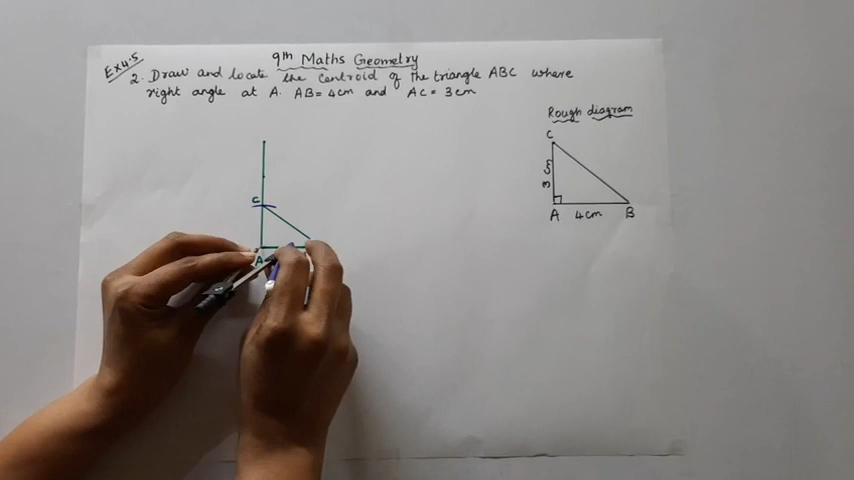 Ex 4.5
9th Maths Geometry
2. Draw and locate the centroid of the triangle ABC where
right angle at A. AB = 4cm and AC = 3cm
Rough diagram
C
3cm
A 4cm B
C
A